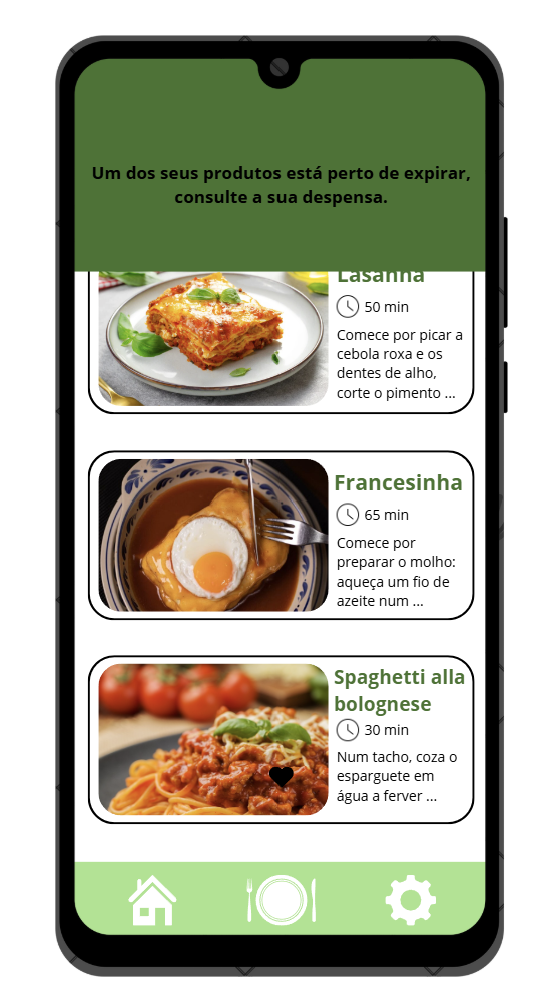 Um dos seus produtos está perto de expirar,
consulte a sua despensa.
Lasanha
50 min
Comece por picar a
cebola roxa e os
dentes de alho,
corte o pimento ...
Francesinha
65 min
Comece por
preparar o molho:
aqueça um fio de
azeite num ...
Spaghetti alla
bolognese
30 min
Num tacho, coza o
esparguete em
água a ferver ...